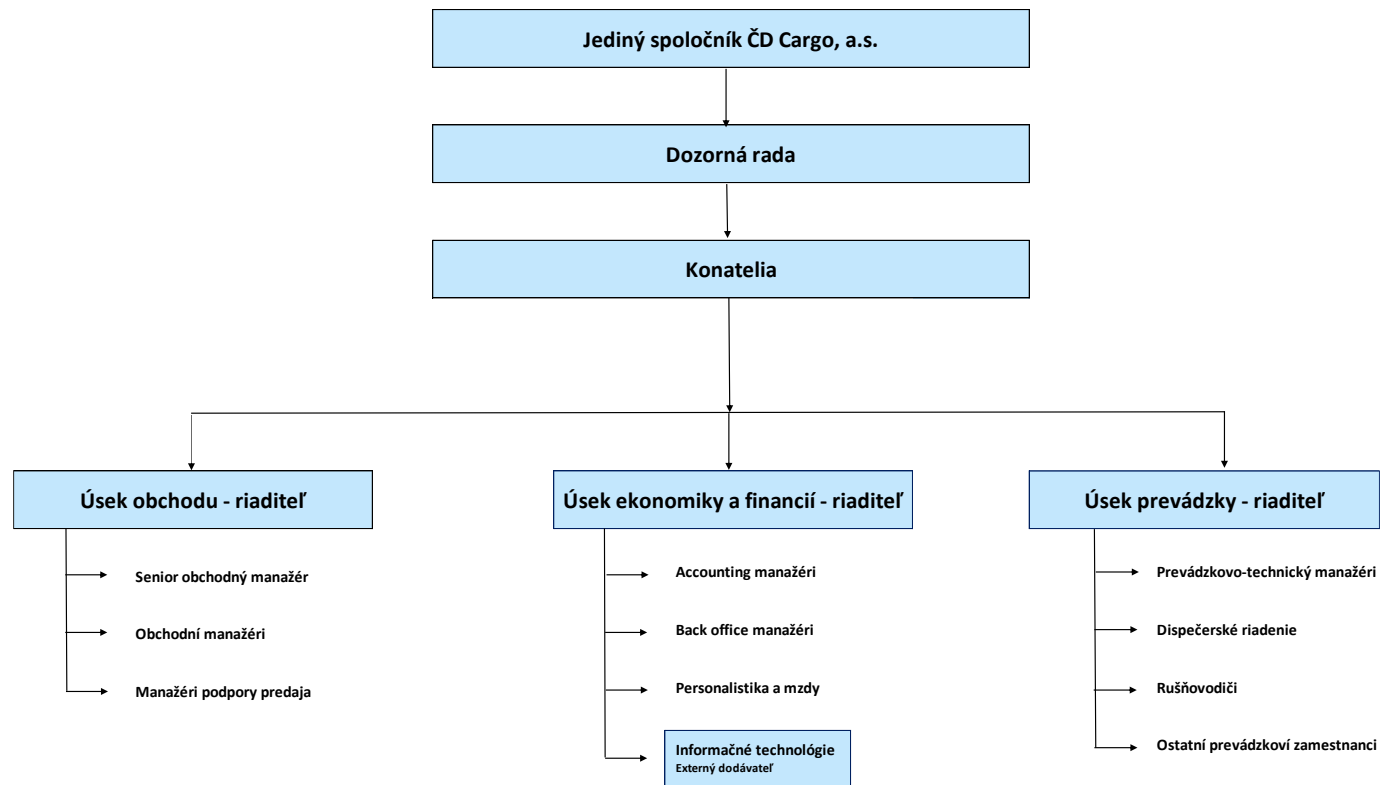 Jediný spoločník ČD Cargo, a.s.
Dozorná rada
Konatelia
Úsek obchodu - riaditeľ
Senior obchodný manažér
Obchodní manažéri
Manažéri podpory predaja
Úsek ekonomiky a financií - riaditeľ
Accounting manažéri
Back office manažéri
Personalistika a mzdy
Informačné technológie
Externý dodávateľ
Úsek prevádzky - riaditeľ
Prevádzkovo-technický manažéri
Dispečerské riadenie
Rušňovodiči
Ostatní prevádzkoví zamestnanci